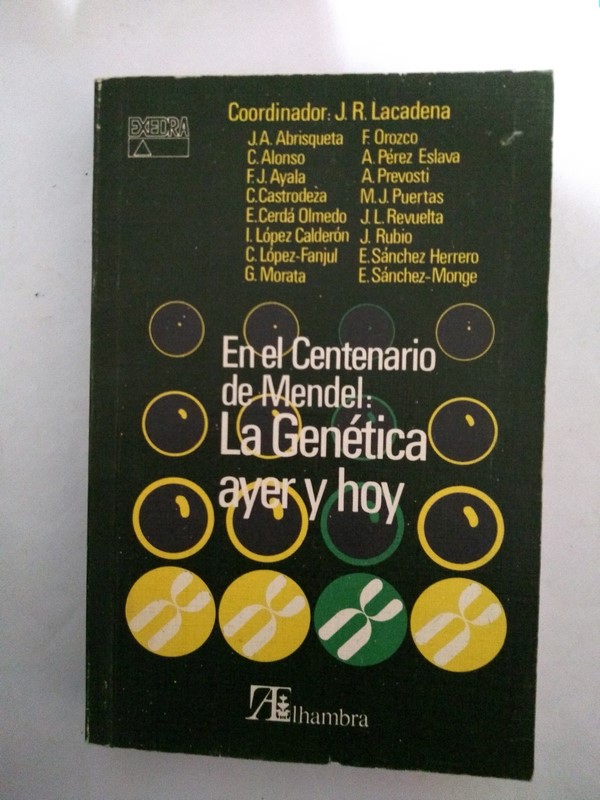 EXEDRA
Coordinador: J. R. Lacadena
J. A. Abrisqueta
C. Alonso
F. J. Ayala
C. Castrodeza
E. Cerdá Olmedo
I. López Calderón
C. López-Fanjul
G. Morata
F. Orozco
A. Pérez Eslava
A. Prevosti
M. J. Puertas
J. L. Revuelta
J. Rubio
E. Sánchez Herrero
E. Sánchez-Monge
En el Centenario
de Mendel:
La Genética
ayer y hoy
Alhambra